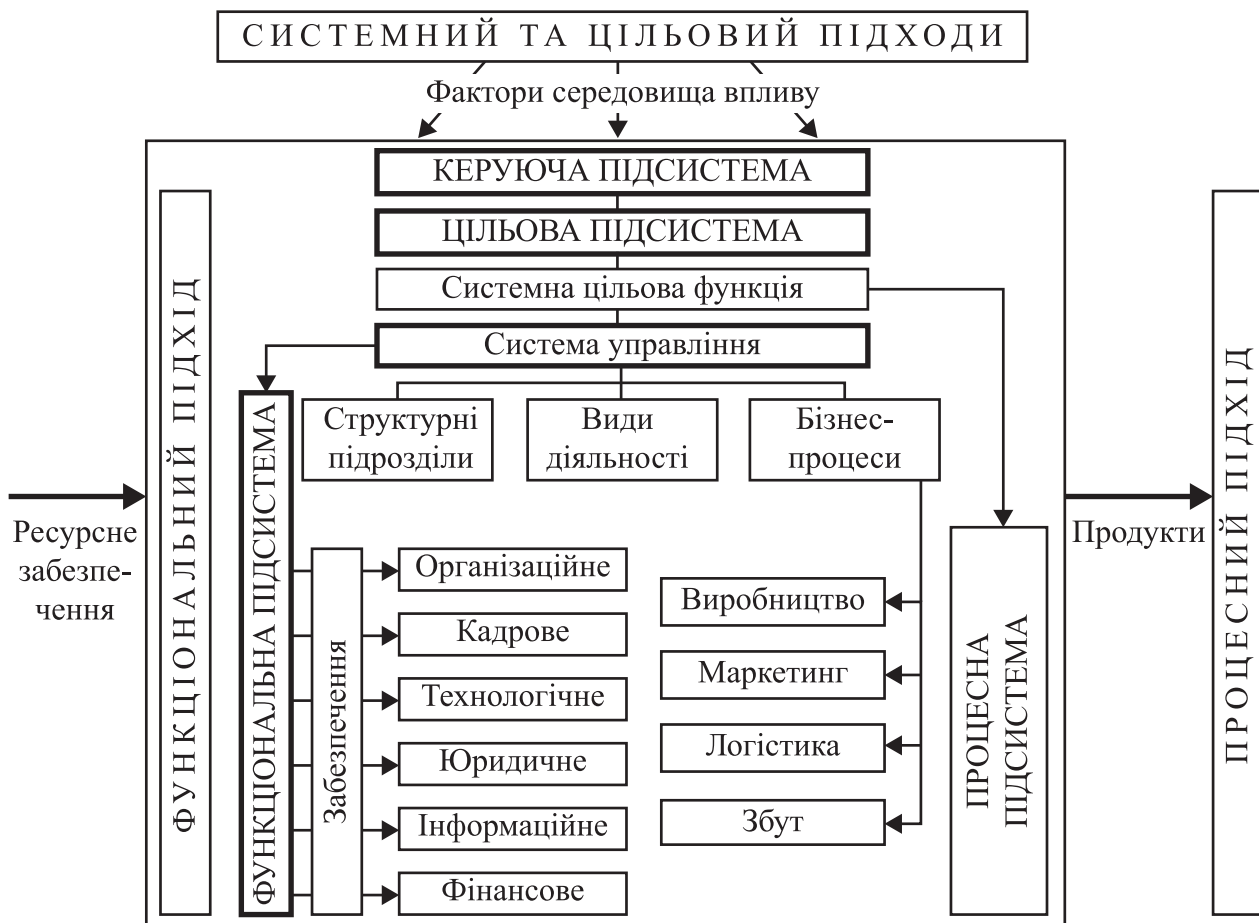 СИСТЕМНИЙ ТА ЦІЛЬОВИЙ ПІДХОДИ
Фактори середовища впливу
КЕРУЮЧА ПІДСИСТЕМА
ЦІЛЬОВА ПІДСИСТЕМА
Системна цільова функція
Система управління
Структурні
підрозділи
Види
діяльності
Бізнес-
процеси
Ресурсне
забезпе-
чення
ФУНКЦІОНАЛЬНИЙ ПІДХІД
ФУНКЦІОНАЛЬНА ПІДСИСТЕМА
Забезпечення
Організаційне
Кадрове
Технологічне
Юридичне
Інформаційне
Фінансове
Виробництво
Маркетинг
Логістика
Збут
ПРОЦЕСНА
ПІДСИСТЕМА
Продукти
ПРОЦЕСНИЙ ПІДХІД